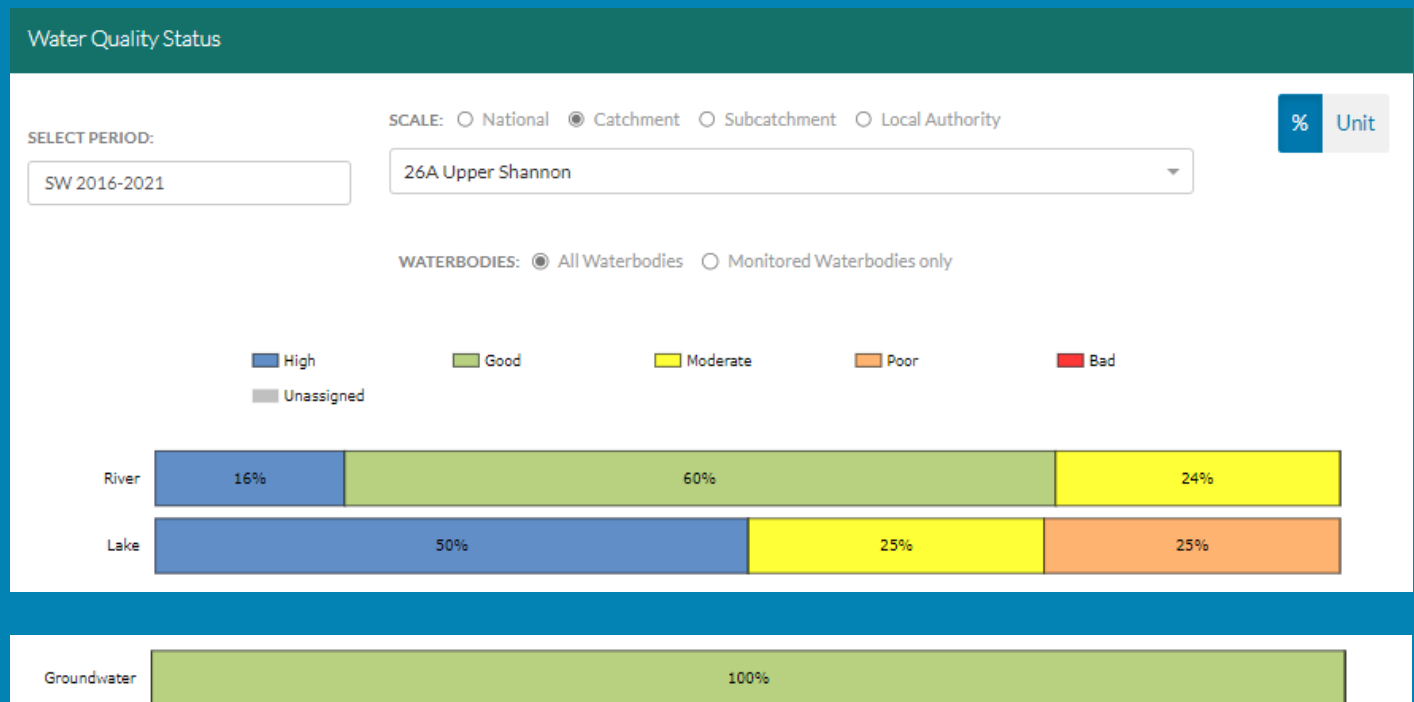 Water Quality Status
SCALE: National Catchment Subcatchment Local Authority
% Unit
SELECT PERIOD:
SW 2016-2021
26A Upper Shannon
WATERBODIES: All Waterbodies Monitored Waterbodies only
High Good Moderate Poor Bad
Unassigned
River 16% 60% 24%
Lake 50% 25% 25%
Groundwater 100%